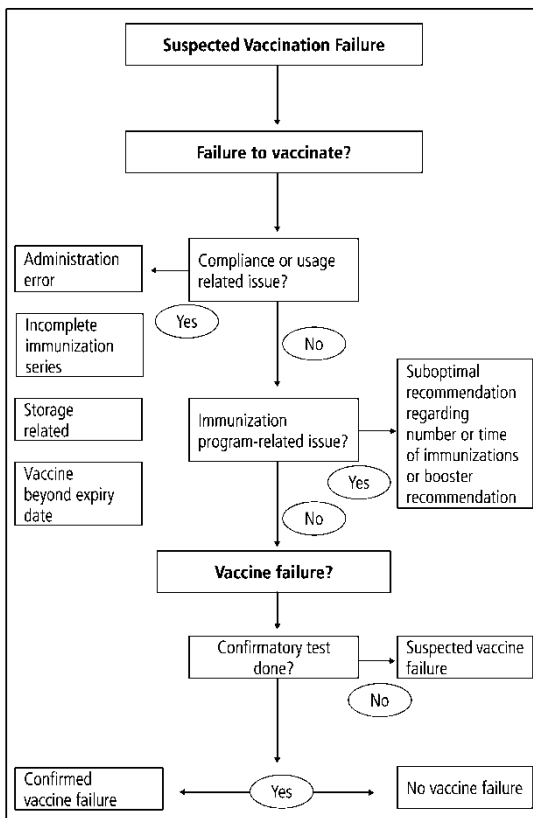 Suspected Vaccination Failure
Failure to vaccinate?
Administration
error
Compliance or usage
related issue?
Yes
No
Incomplete
immunization
series
Storage
related
Vaccine
beyond expiry
date
Immunization
program-related issue?
Yes
No
Suboptimal
recommendation
regarding
number or time
of immunizations
or booster
recommendation
Vaccine failure?
Confirmatory test
done?
Suspected vaccine
failure
No
Confirmed
vaccine failure
Yes
No vaccine failure